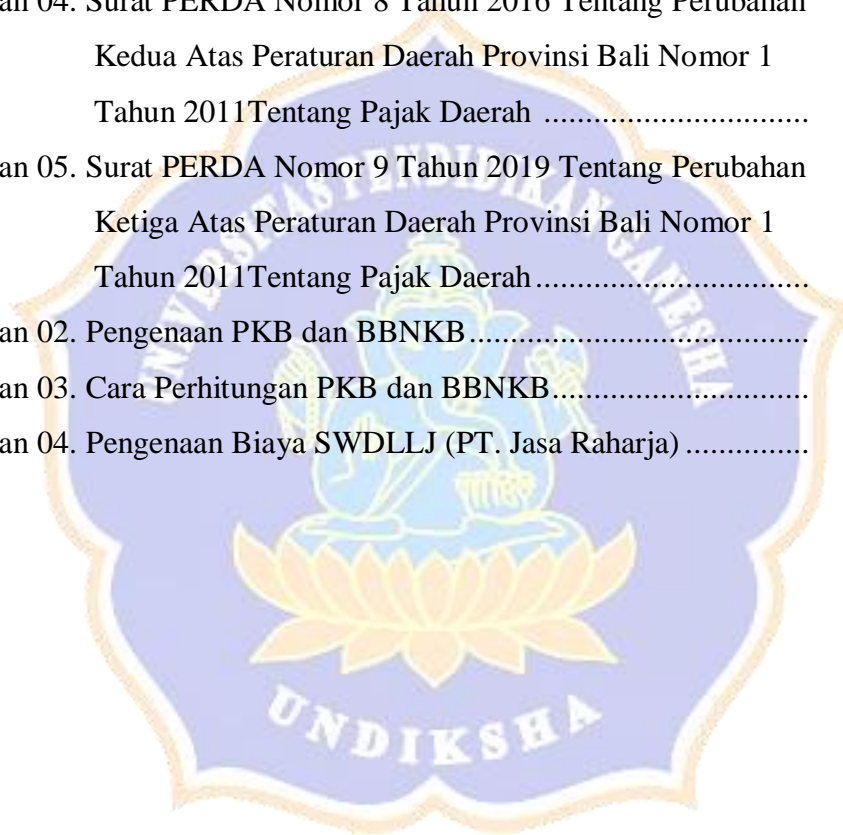 an 04. Surat PERDA Nomor 8 Tahun 2016 Tentang Perubahan
Kedua Atas Peraturan Daerah Provinsi Bali Nomor 1
Tahun 2011Tentang Pajak Daerah ................................
an 05. Surat PERDA Nomor 9 Tahun 2019 Tentang Perubahan
Ketiga Atas Peraturan Daerah Provinsi Bali Nomor 1
Tahun 2011Tentang Pajak Daerah.................................
an 02. Pengenaan PKB dan BBNKB.........................................
an 03. Cara Perhitungan PKB dan BBNKB...............................
an 04. Pengenaan Biaya SWDLLJ (PT. Jasa Raharja) ...............
UNIVERSITAS PENDIDIKAN GANESHA
UNDIKSHA